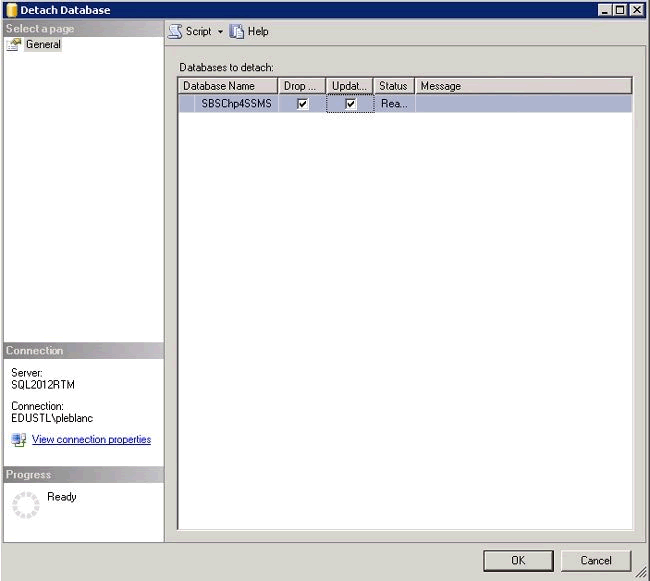 Detach Database
Select a page
General
Script
Help
Databases to detach:
Database Name Drop ... Updat... Status Message
SBSChp4SSMS Rea...
Connection
Server:
SQL2012RTM
Connection:
EDUSTL\pleblanc
View connection properties
Progress
Ready
OK Cancel